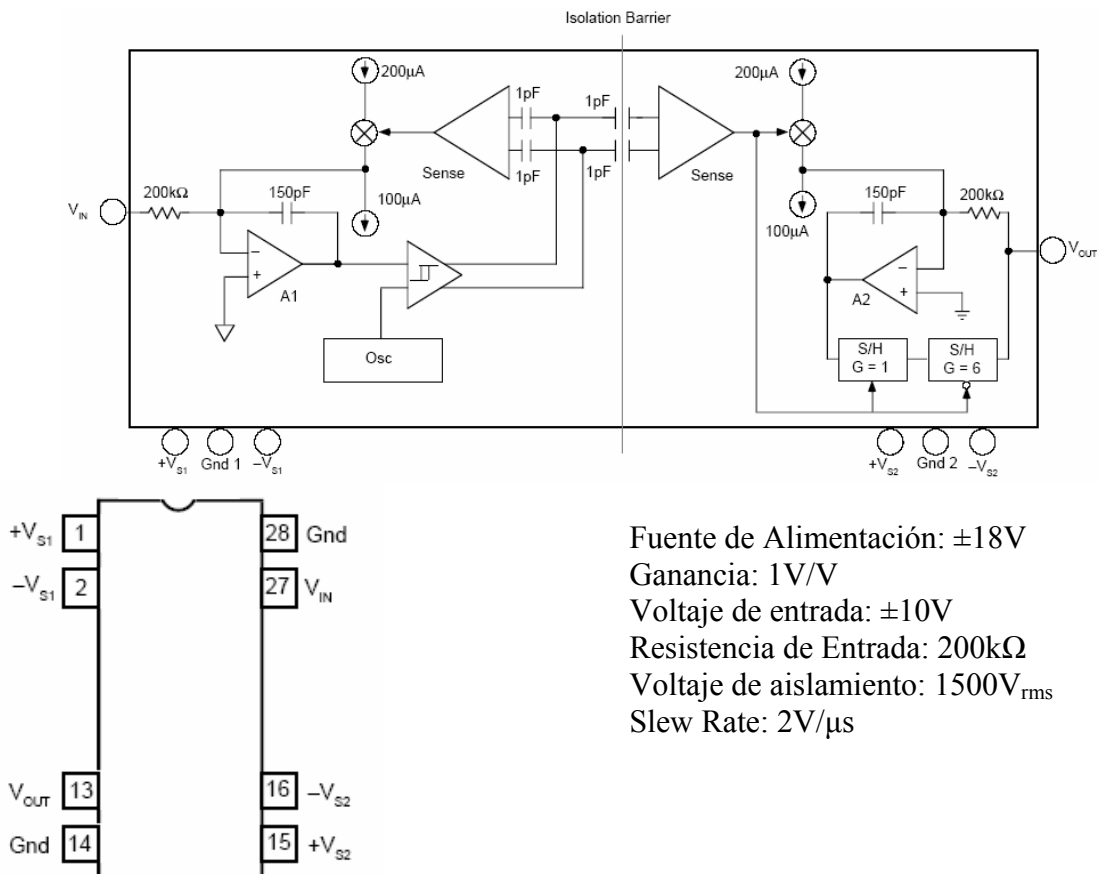 Isolation Barrier
200µA
200µA
1pF
1pF
1pF
1pF
Sense
Sense
200kΩ
150pF
100µA
V_IN
A1
Osc
150pF
200kΩ
100µA
V_OUT
A2
S/H
G = 1
S/H
G = 6
+V_S1
Gnd 1
–V_S1
+V_S2
Gnd 2
–V_S2
+V_S1 1
28 Gnd
–V_S1 2
27 V_IN
V_OUT 13
16 –V_S2
Gnd 14
15 +V_S2
Fuente de Alimentación: ±18V
Ganancia: 1V/V
Voltaje de entrada: ±10V
Resistencia de Entrada: 200kΩ
Voltaje de aislamiento: 1500V_rms
Slew Rate: 2V/µs